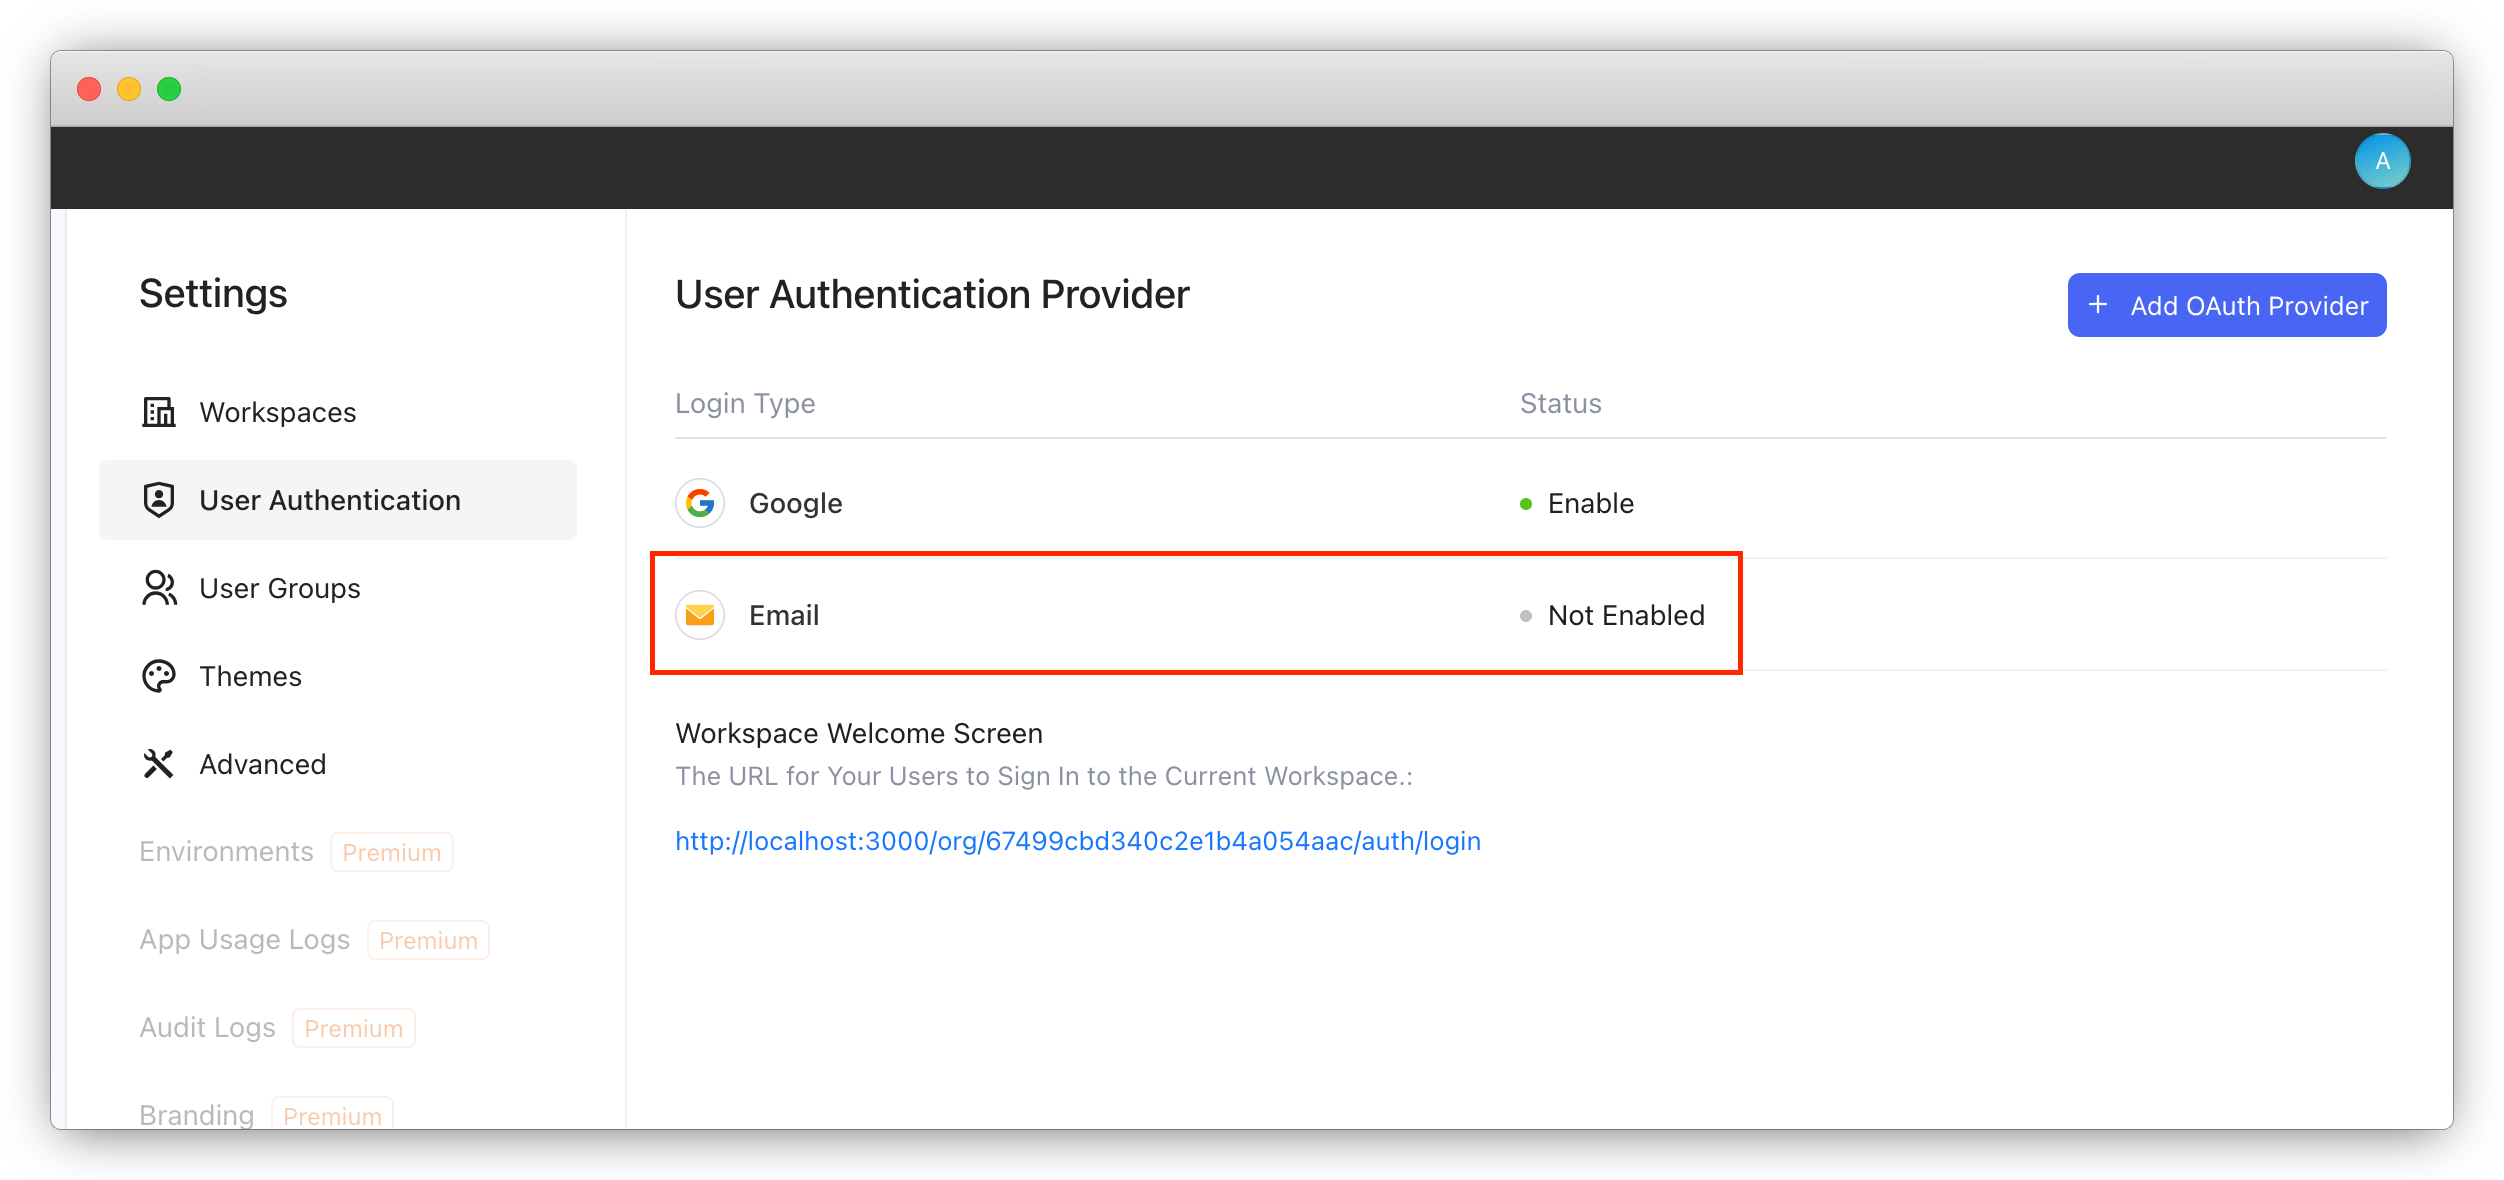 A
Settings
Workspaces
User Authentication
User Groups
Themes
Advanced
Environments Premium
App Usage Logs Premium
Audit Logs Premium
Branding Premium
User Authentication Provider
+ Add OAuth Provider
Login Type Status
Google Enable
Email Not Enabled
Workspace Welcome Screen
The URL for Your Users to Sign In to the Current Workspace.:
http://localhost:3000/org/67499cbd340c2e1b4a054aac/auth/login